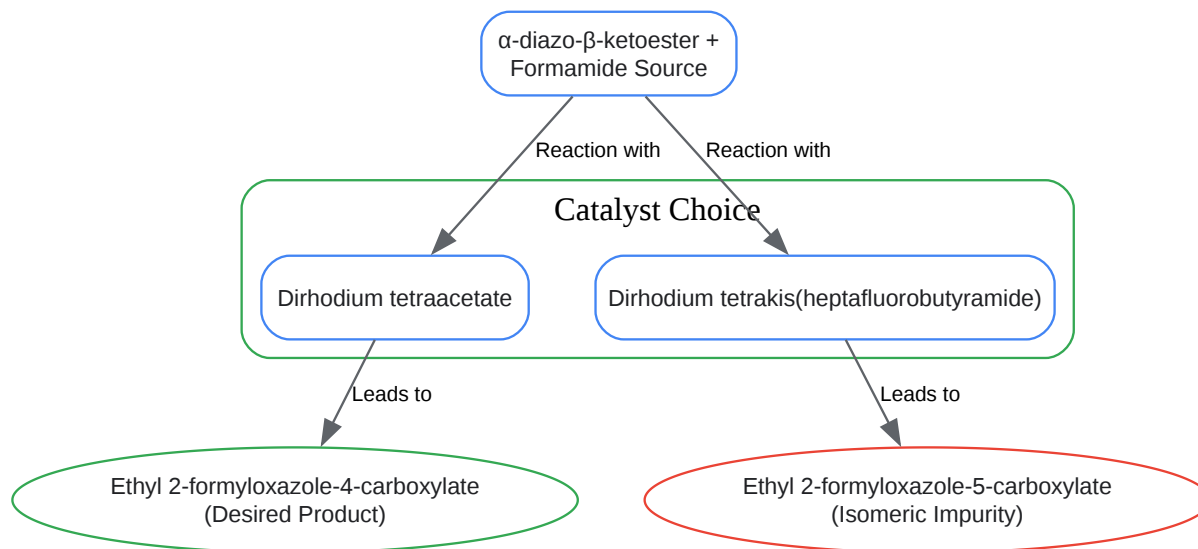 α-diazo-β-ketoester +
Formamide Source
Reaction with
Reaction with
Catalyst Choice
Dirhodium tetraacetate
Dirhodium tetrakis(heptafluorobutyramide)
Leads to
Leads to
Ethyl 2-formyloxazole-4-carboxylate
(Desired Product)
Ethyl 2-formyloxazole-5-carboxylate
(Isomeric Impurity)